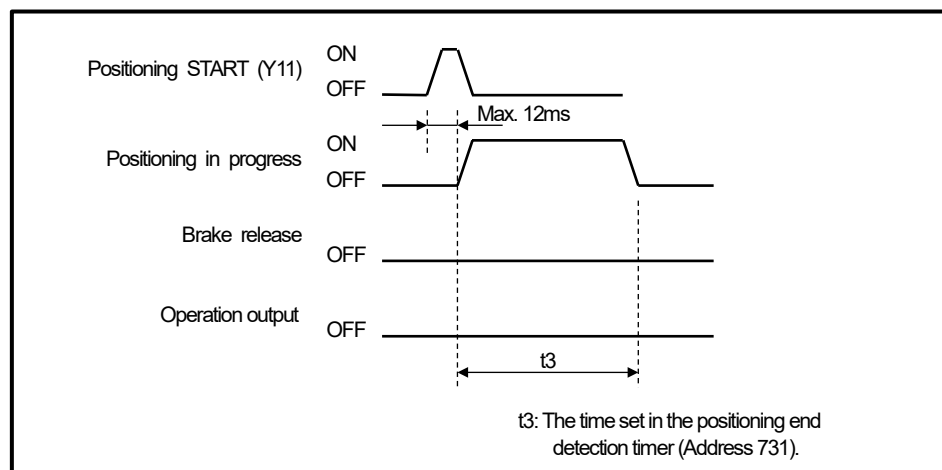 Positioning START (Y11)
ON
OFF
Max. 12ms
Positioning in progress
ON
OFF
Brake release
OFF
Operation output
OFF
t3
t3: The time set in the positioning end
detection timer (Address 731).